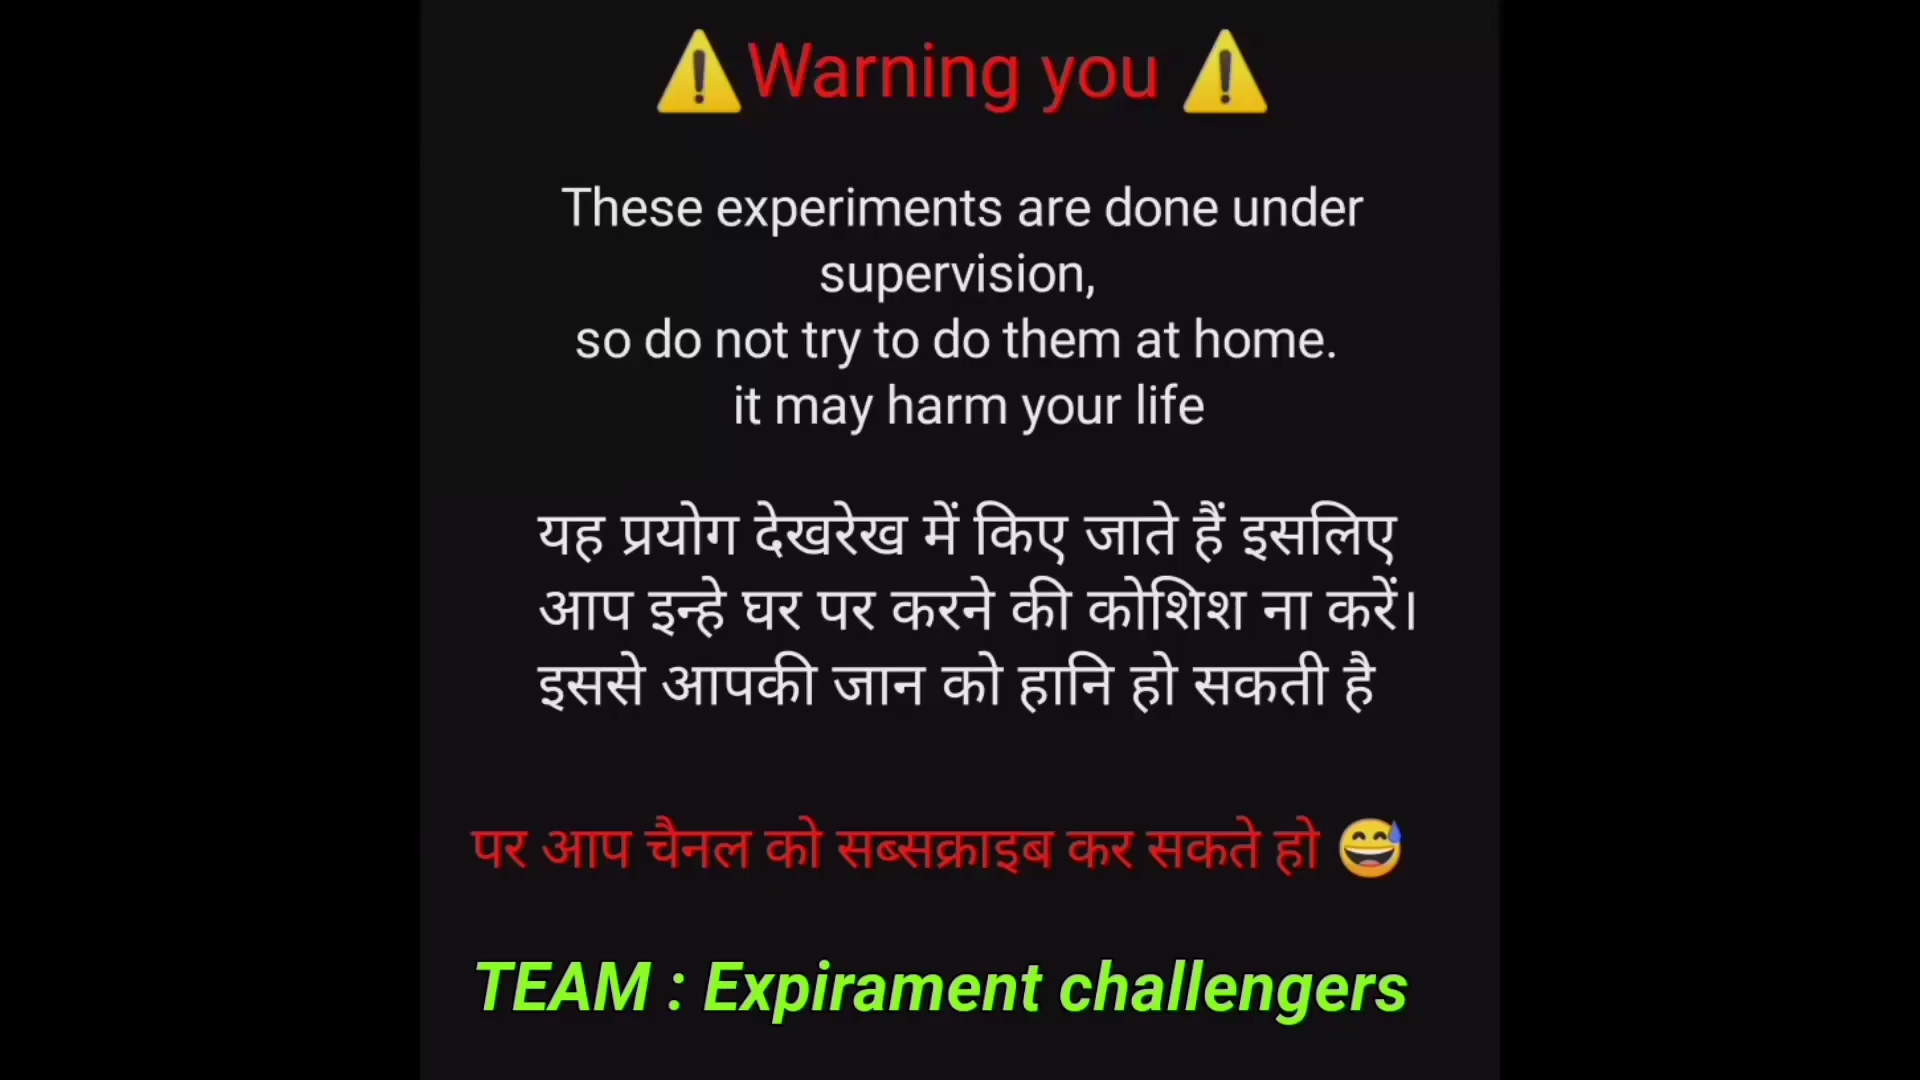 ⚠️Warning you ⚠️
These experiments are done under
supervision,
so do not try to do them at home.
it may harm your life
यह प्रयोग देखरेख में किए जाते हैं इसलिए
आप इन्हे घर पर करने की कोशिश ना करें।
इससे आपकी जान को हानि हो सकती है
पर आप चैनल को सब्सक्राइब कर सकते हो 😅
TEAM : Expirament challengers